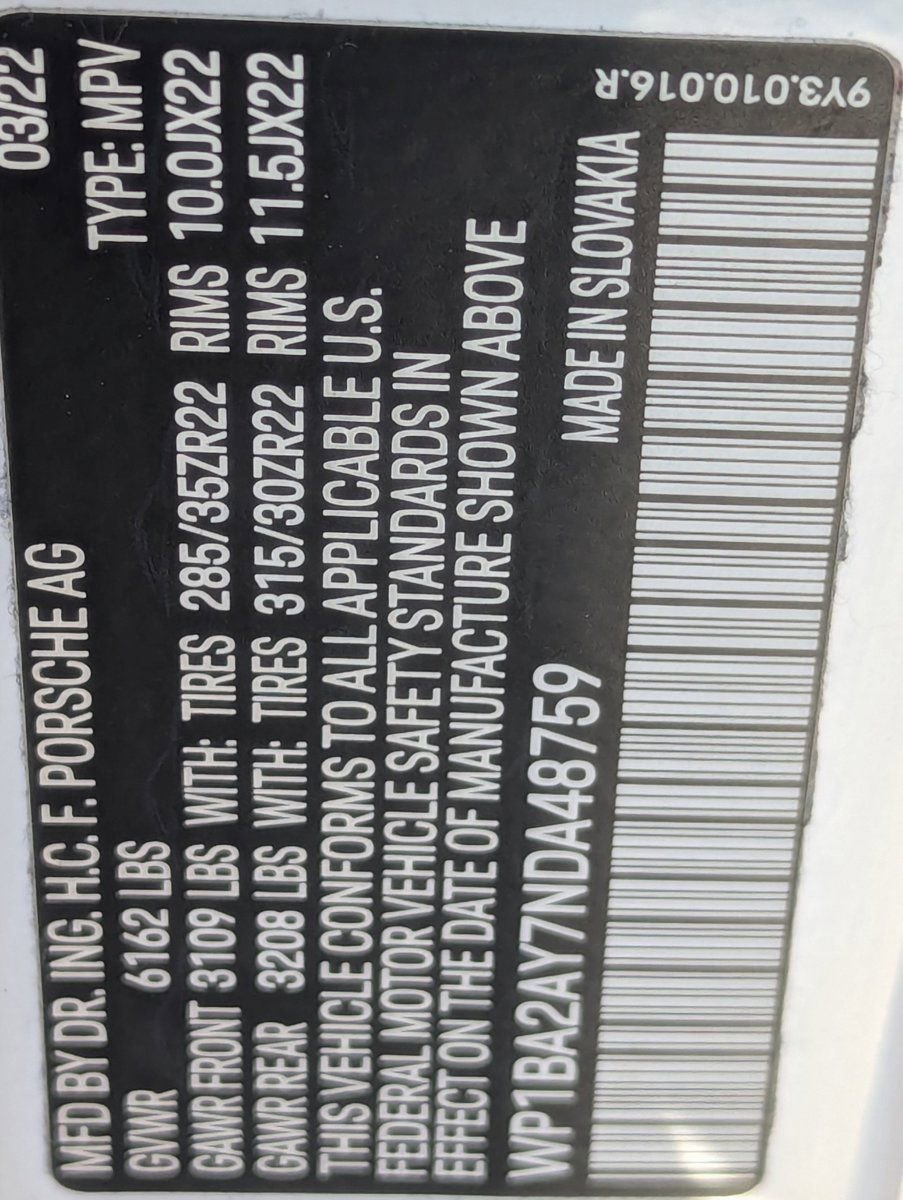 MFD BY DR. ING. H.C. F. PORSCHE AG 03/22
GVWR 6162 LBS TYPE: MPV
GAWR FRONT 3109 LBS WITH: TIRES 285/35ZR22 RIMS 10.0JX22
GAWR REAR 3208 LBS WITH: TIRES 315/30ZR22 RIMS 11.5JX22
THIS VEHICLE CONFORMS TO ALL APPLICABLE U.S.
FEDERAL MOTOR VEHICLE SAFETY STANDARDS IN
EFFECT ON THE DATE OF MANUFACTURE SHOWN ABOVE
WP1BA2AY7NDA48759 MADE IN SLOVAKIA
9Y3.010.016.R